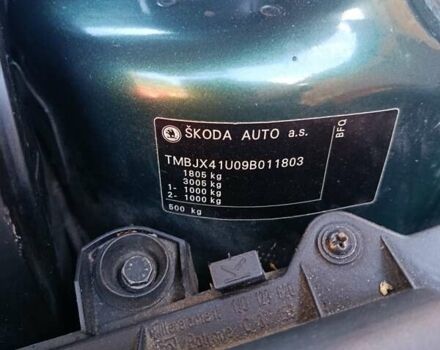 ŠKODA AUTO a.s.
BFQ
TMBJX41U09B011803
1805 kg
3005 kg
1- 1000 kg
2- 1000 kg
500 kg